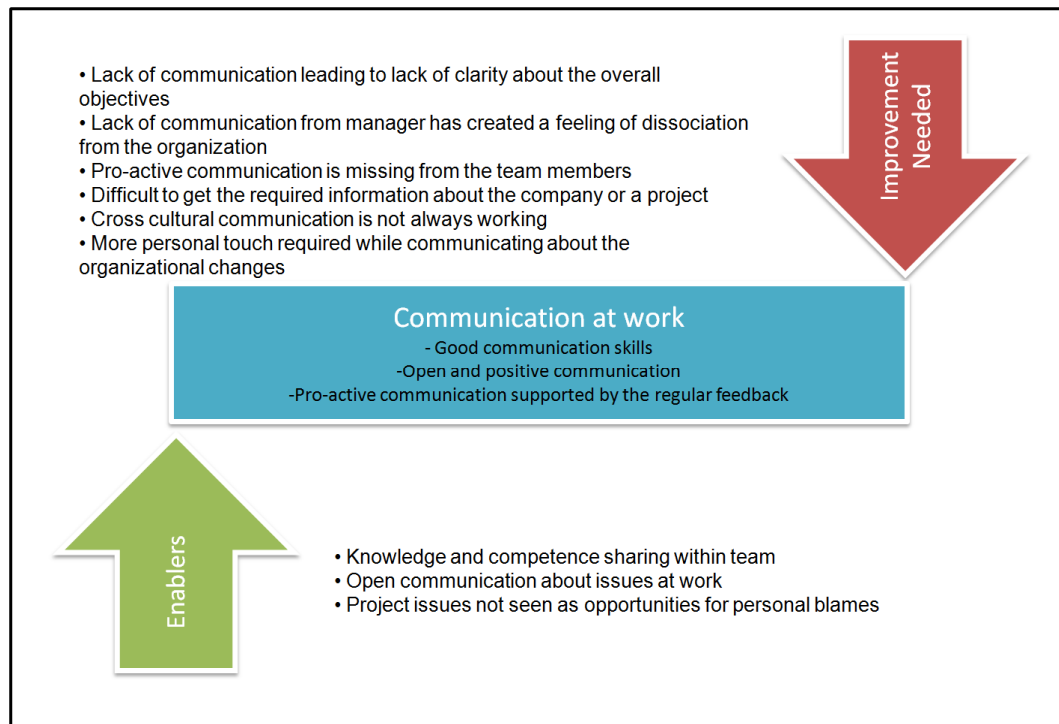 • Lack of communication leading to lack of clarity about the overall
objectives
• Lack of communication from manager has created a feeling of dissociation
from the organization
• Pro-active communication is missing from the team members
• Difficult to get the required information about the company or a project
• Cross cultural communication is not always working
• More personal touch required while communicating about the
organizational changes
Improvement
Needed
Communication at work
- Good communication skills
-Open and positive communication
-Pro-active communication supported by the regular feedback
Enablers
• Knowledge and competence sharing within team
• Open communication about issues at work
• Project issues not seen as opportunities for personal blames